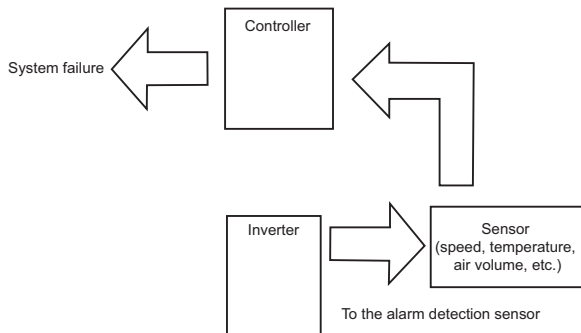 Controller
System failure
Inverter
Sensor
(speed, temperature,
air volume, etc.)
To the alarm detection sensor